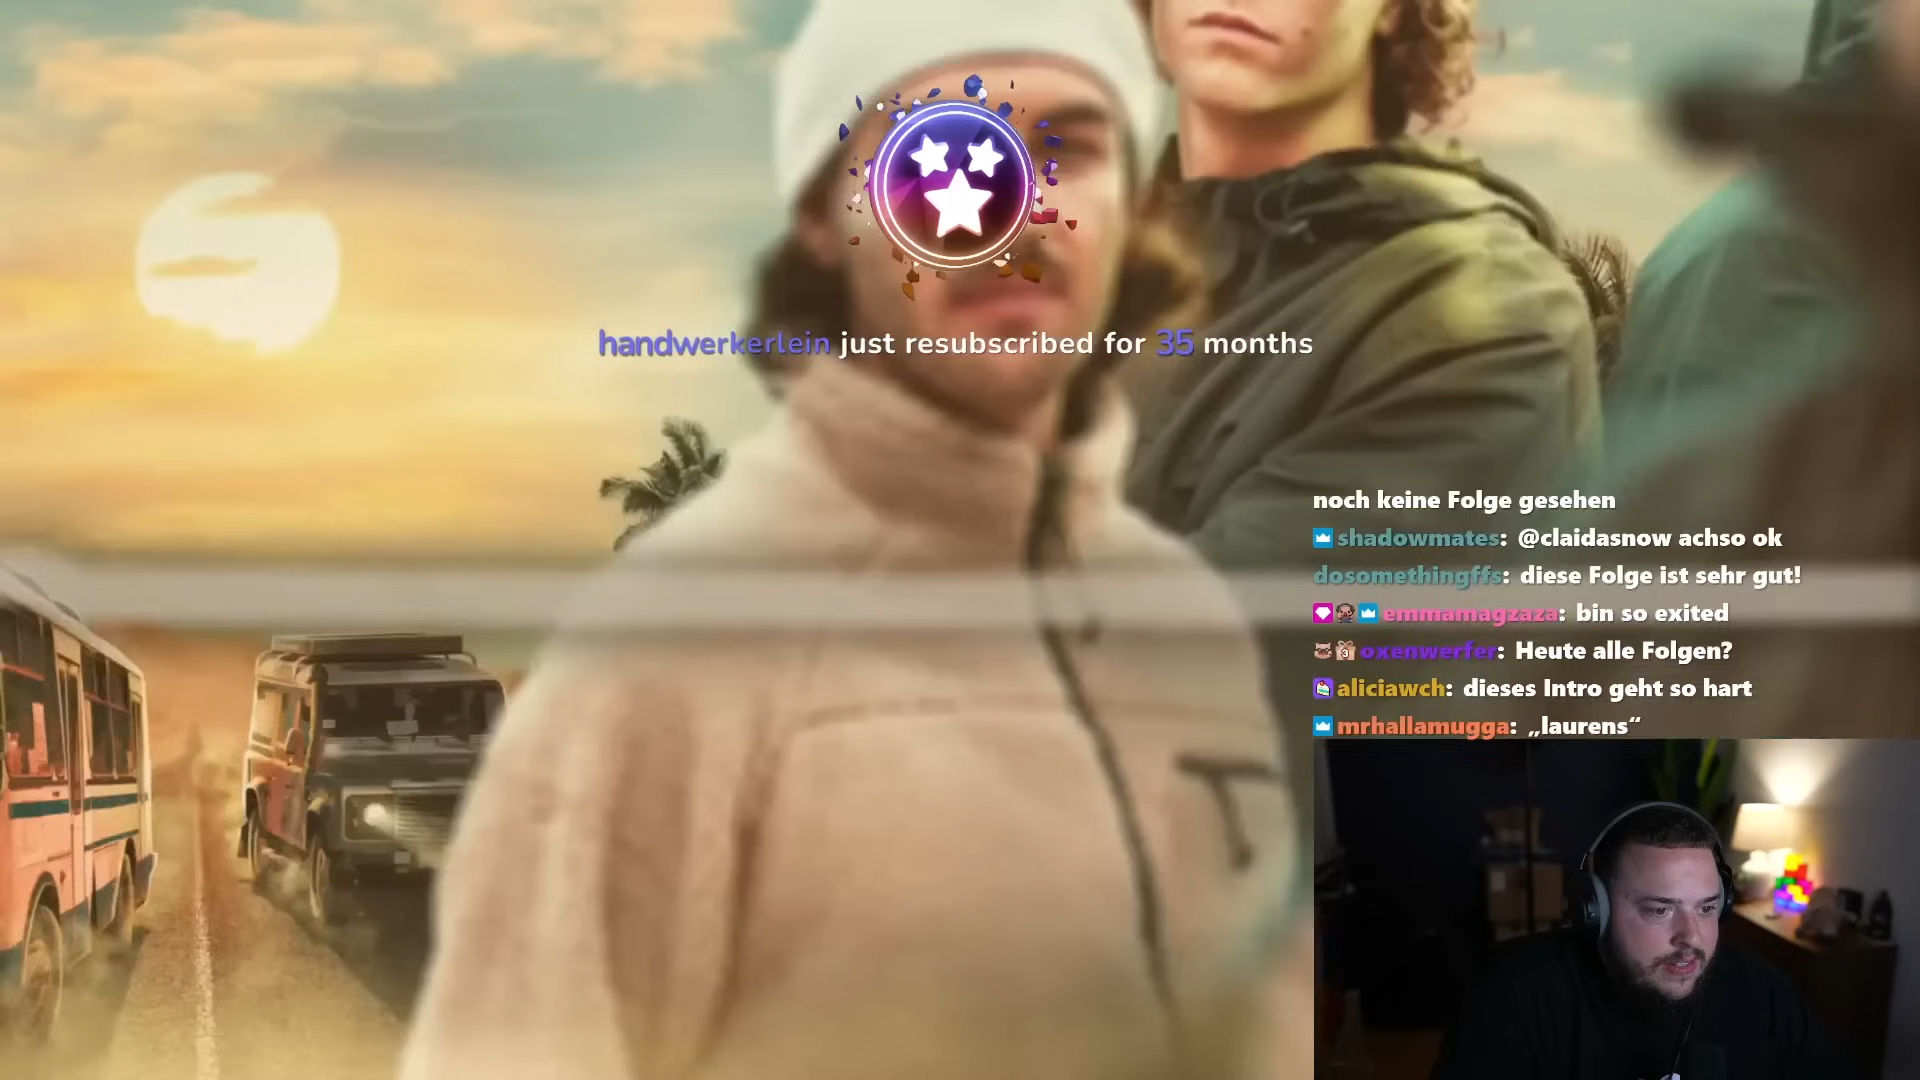 handwerkerlein just resubscribed for 35 months
noch keine Folge gesehen
shadowmates: @claidasnow achso ok
dosomethingffs: diese Folge ist sehr gut!
emmamagzaza: bin so exited
oxenwerfer: Heute alle Folgen?
aliciawch: dieses Intro geht so hart
mrhallamugga: „laurens“